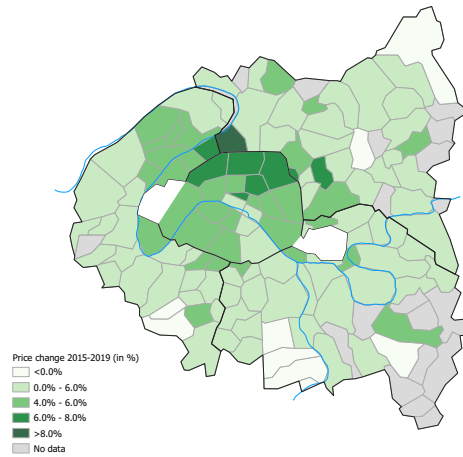 Price change 2015-2019 (in %)
<0.0%
0.0% - 6.0%
4.0% - 6.0%
6.0% - 8.0%
>8.0%
No data